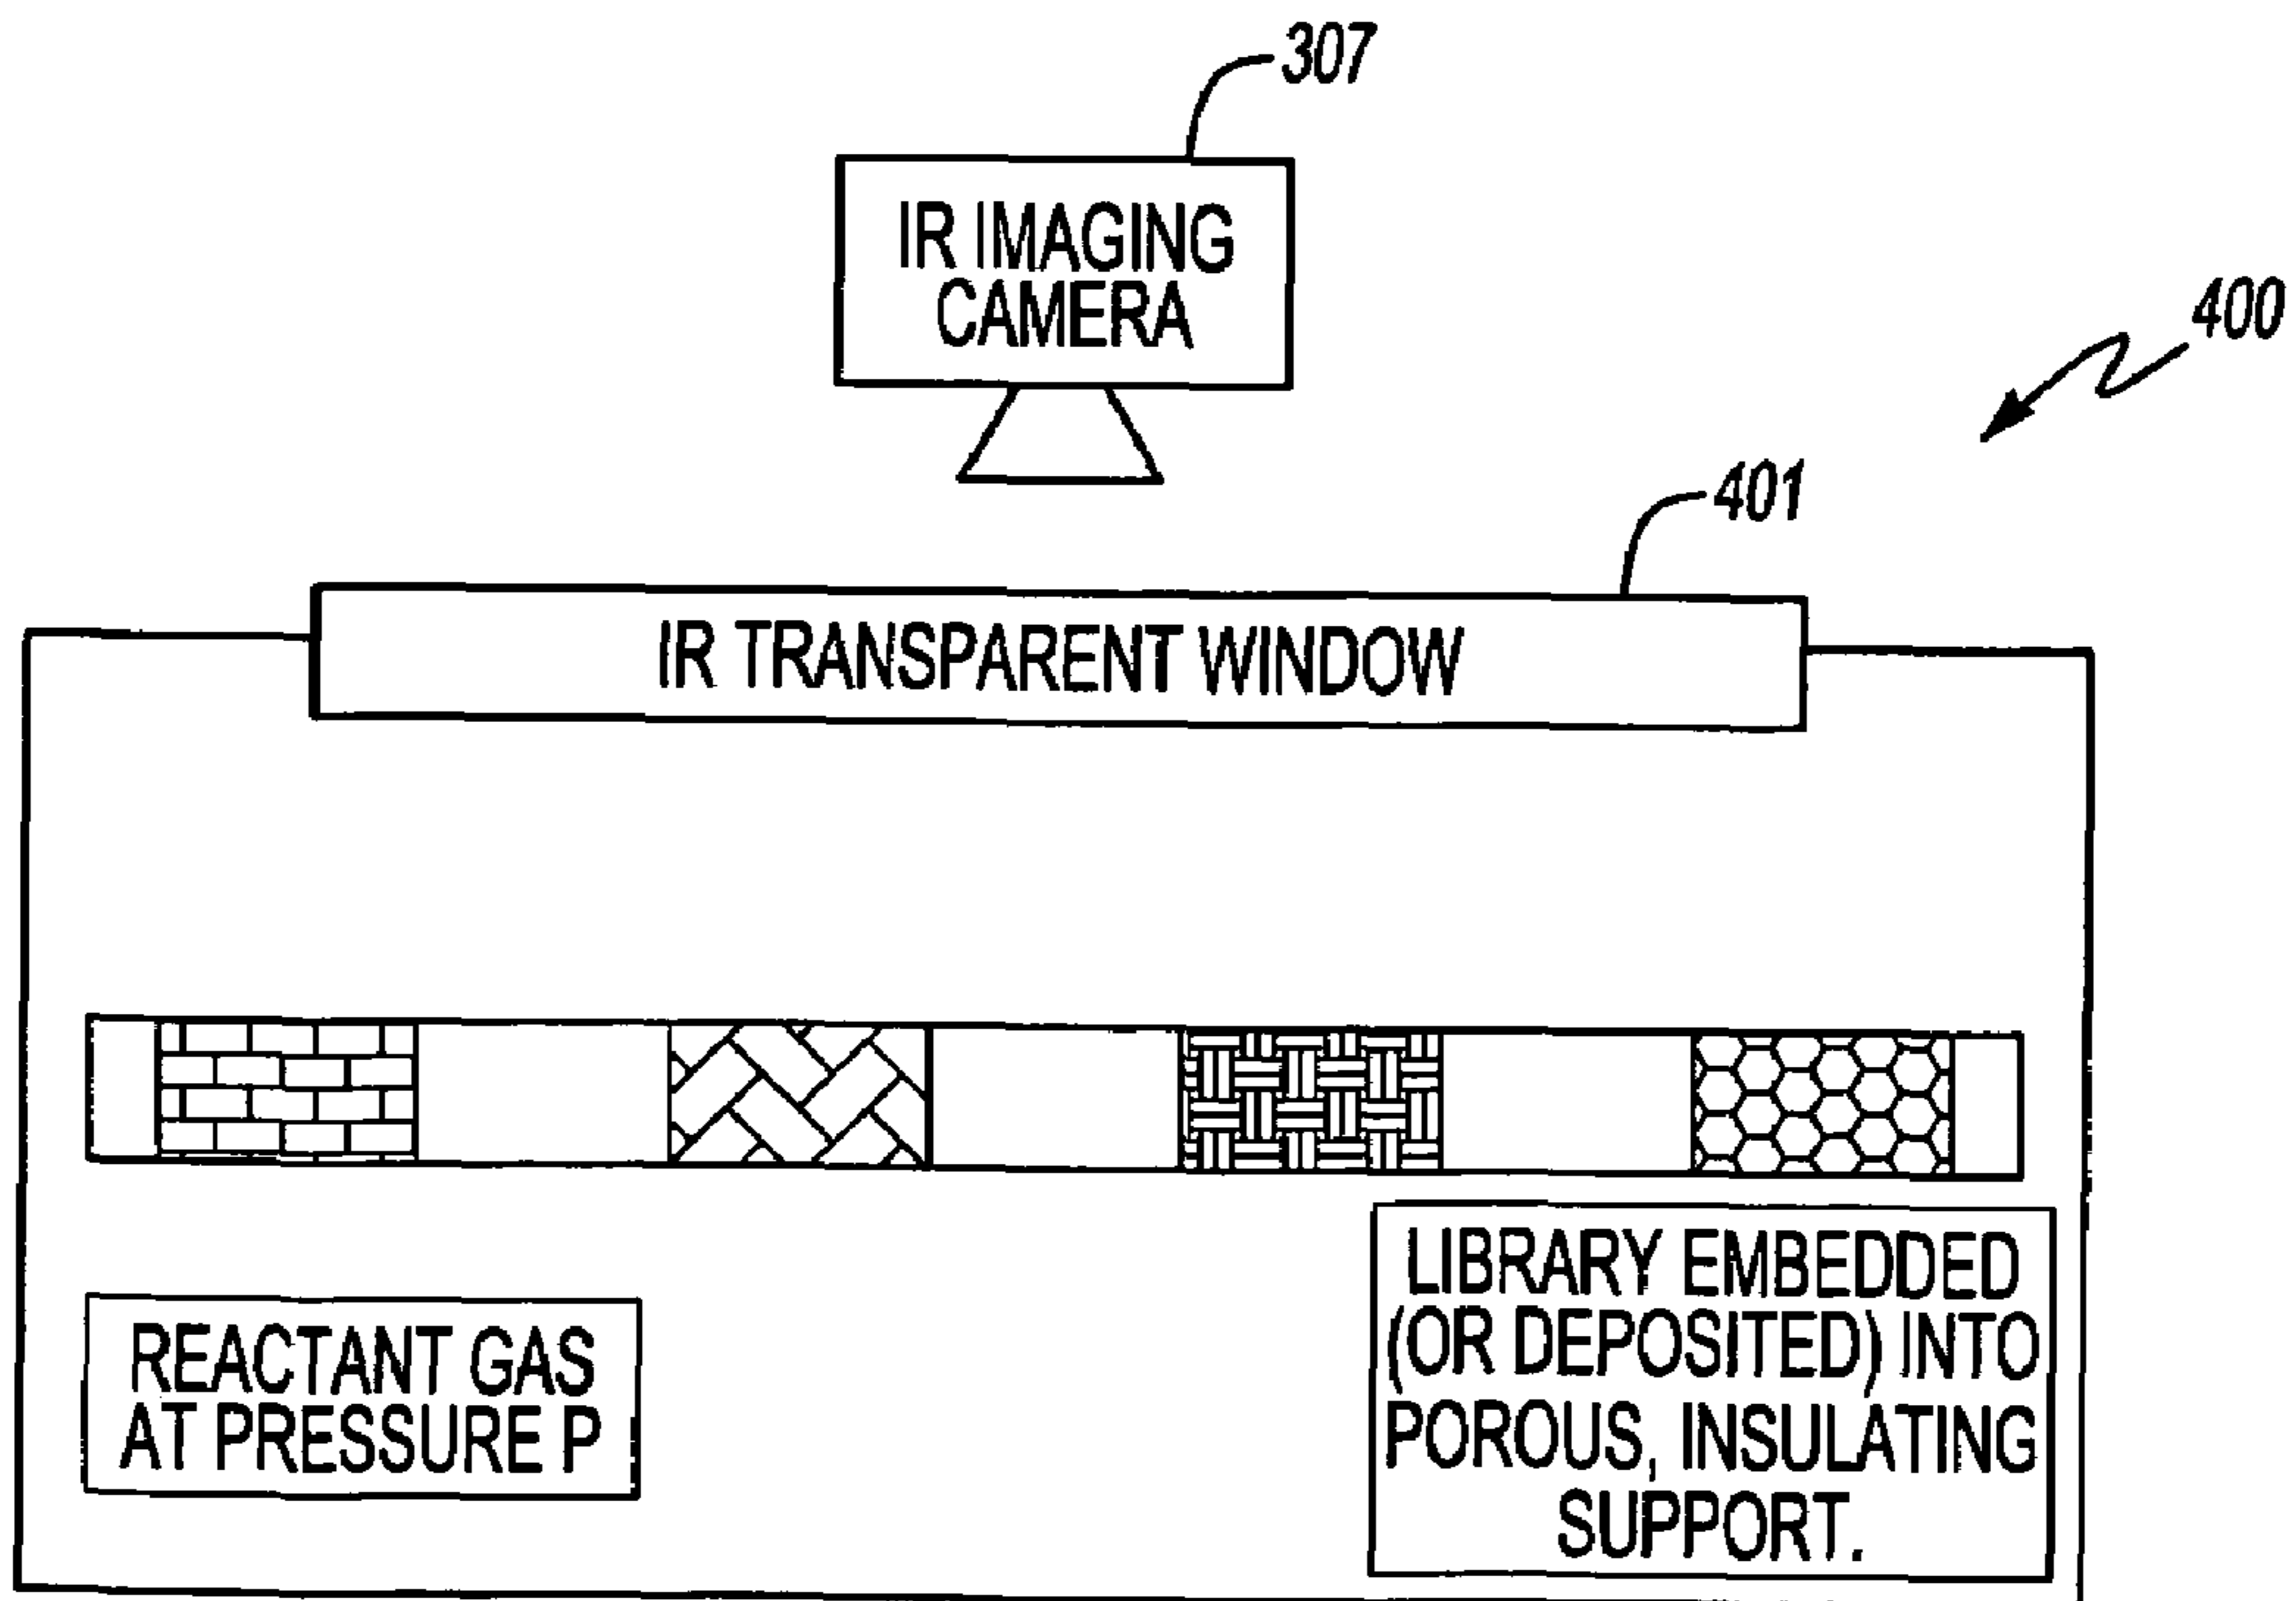 307
IR IMAGING
CAMERA
400
401
IR TRANSPARENT WINDOW
REACTANT GAS
AT PRESSURE P
LIBRARY EMBEDDED
(OR DEPOSITED) INTO
POROUS, INSULATING
SUPPORT.